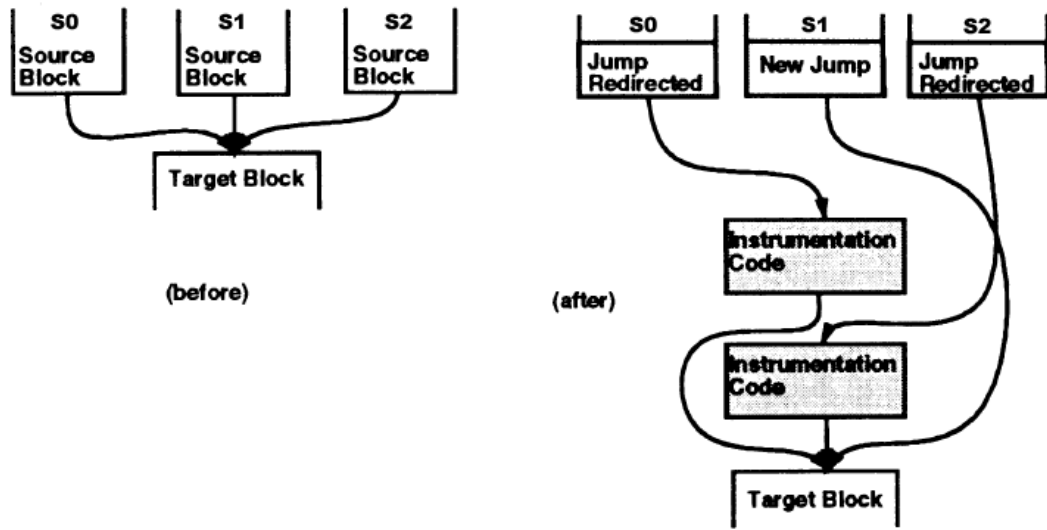 S0
Source
Block
S1
Source
Block
S2
Source
Block
Target Block
(before)
S0
Jump
Redirected
S1
New Jump
S2
Jump
Redirected
Instrumentation
Code
(after)
Instrumentation
Code
Target Block